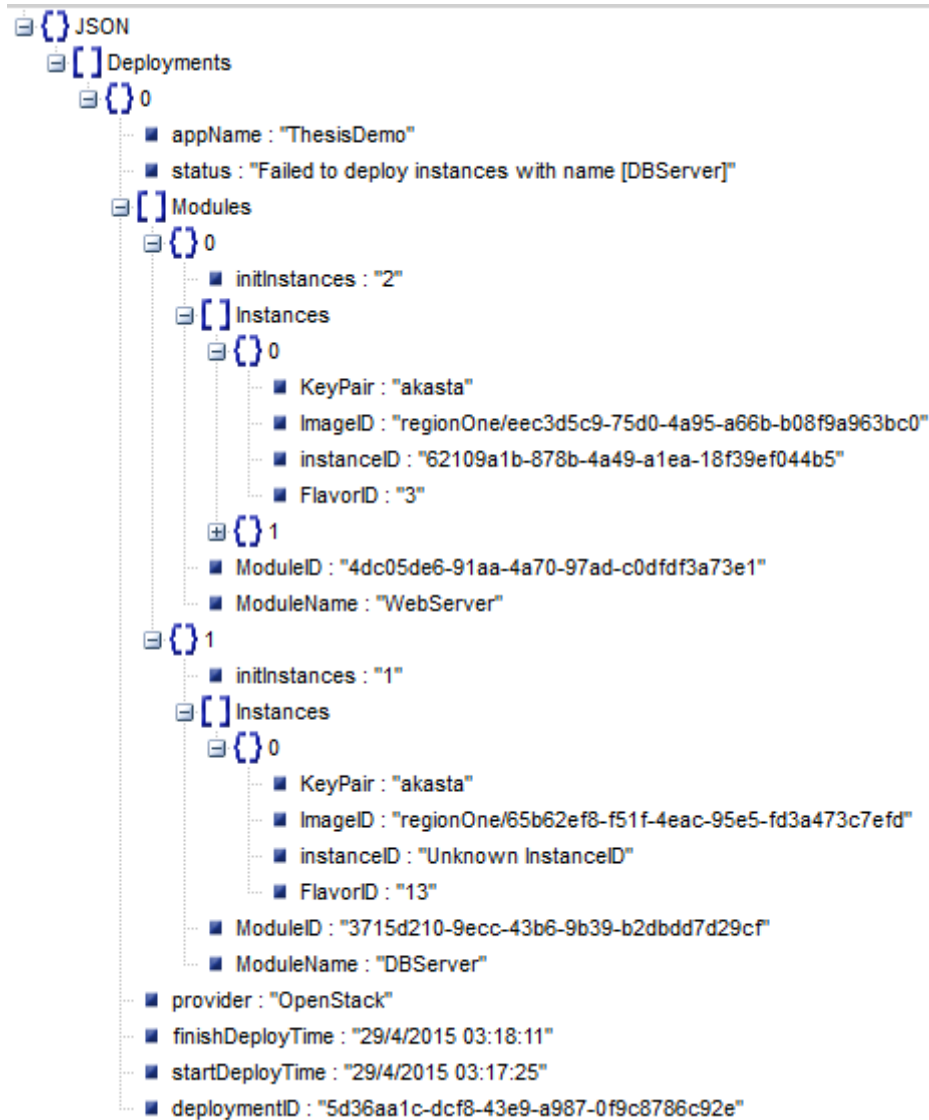 {} JSON
[] Deployments
{} 0
appName : "ThesisDemo"
status : "Failed to deploy instances with name [DBServer]"
[] Modules
{} 0
initInstances : "2"
[] Instances
{} 0
KeyPair : "akasta"
ImageID : "regionOne/eec3d5c9-75d0-4a95-a66b-b08f9a963bc0"
instanceID : "62109a1b-878b-4a49-a1ea-18f39ef044b5"
FlavorID : "3"
{} 1
ModuleID : "4dc05de6-91aa-4a70-97ad-c0dfdf3a73e1"
ModuleName : "WebServer"
{} 1
initInstances : "1"
[] Instances
{} 0
KeyPair : "akasta"
ImageID : "regionOne/65b62ef8-f51f-4eac-95e5-fd3a473c7efd"
instanceID : "Unknown InstanceID"
FlavorID : "13"
ModuleID : "3715d210-9ecc-43b6-9b39-b2dbdd7d29cf"
ModuleName : "DBServer"
provider : "OpenStack"
finishDeployTime : "29/4/2015 03:18:11"
startDeployTime : "29/4/2015 03:17:25"
deploymentID : "5d36aa1c-dcf8-43e9-a987-0f9c8786c92e"